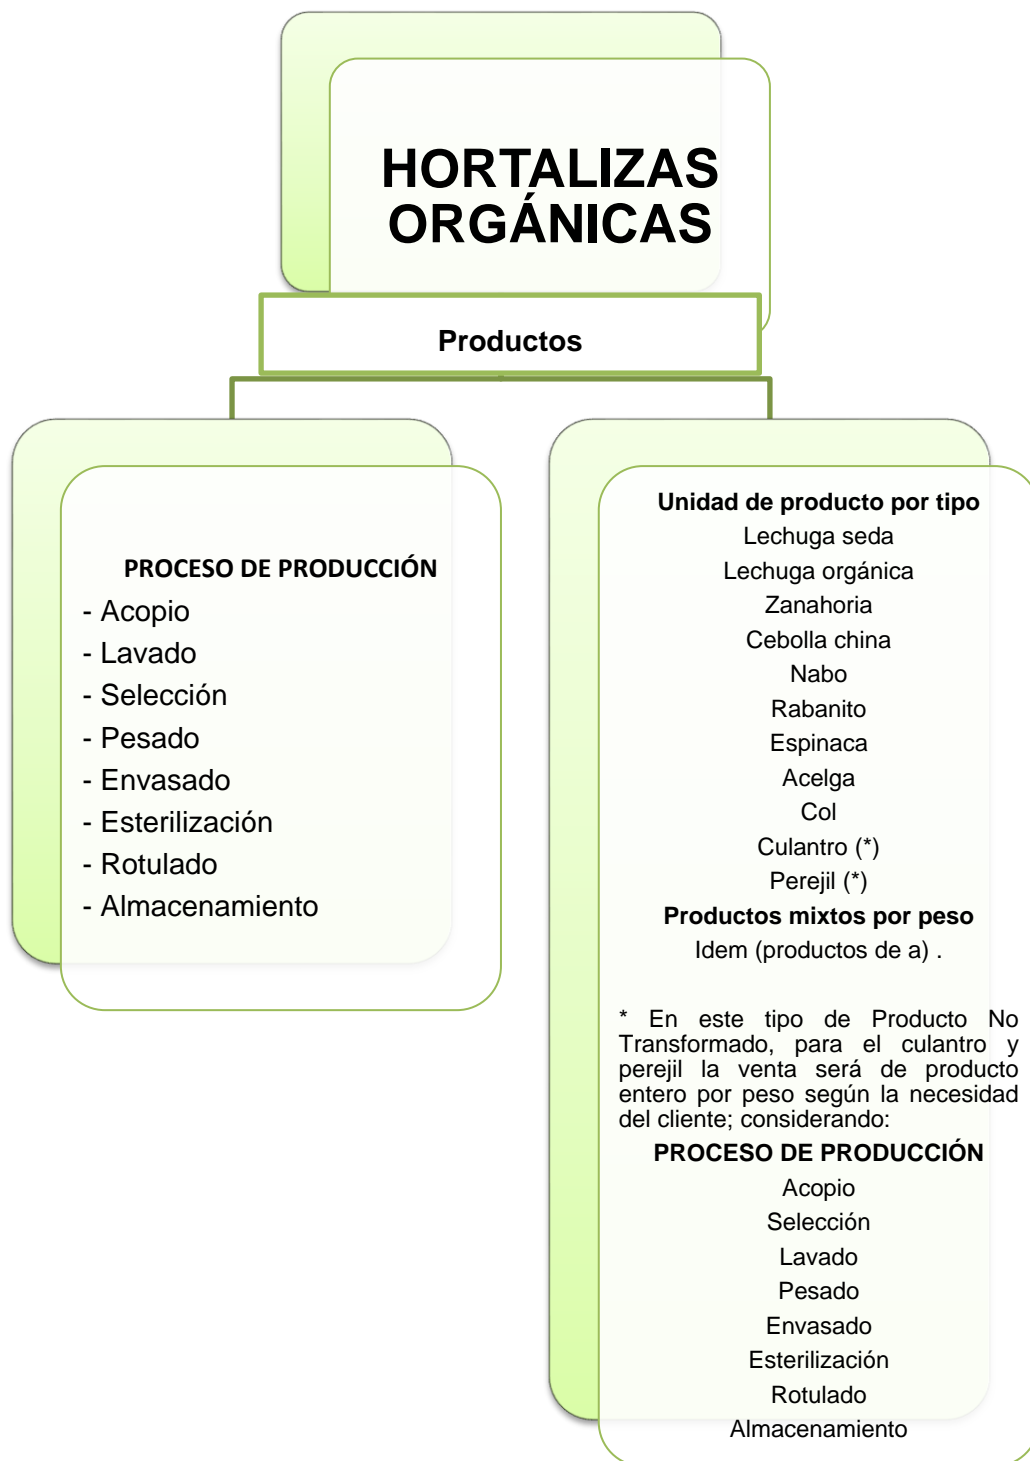 HORTALIZAS
ORGÁNICAS
Productos
PROCESO DE PRODUCCIÓN
- Acopio
- Lavado
- Selección
- Pesado
- Envasado
- Esterilización
- Rotulado
- Almacenamiento
Unidad de producto por tipo
Lechuga seda
Lechuga orgánica
Zanahoria
Cebolla china
Nabo
Rabanito
Espinaca
Acelga
Col
Culantro (*)
Perejil (*)
Productos mixtos por peso
Idem (productos de a) .
* En este tipo de Producto No
Transformado, para el culantro y
perejil la venta será de producto
entero por peso según la necesidad
del cliente; considerando:
PROCESO DE PRODUCCIÓN
Acopio
Selección
Lavado
Pesado
Envasado
Esterilización
Rotulado
Almacenamiento